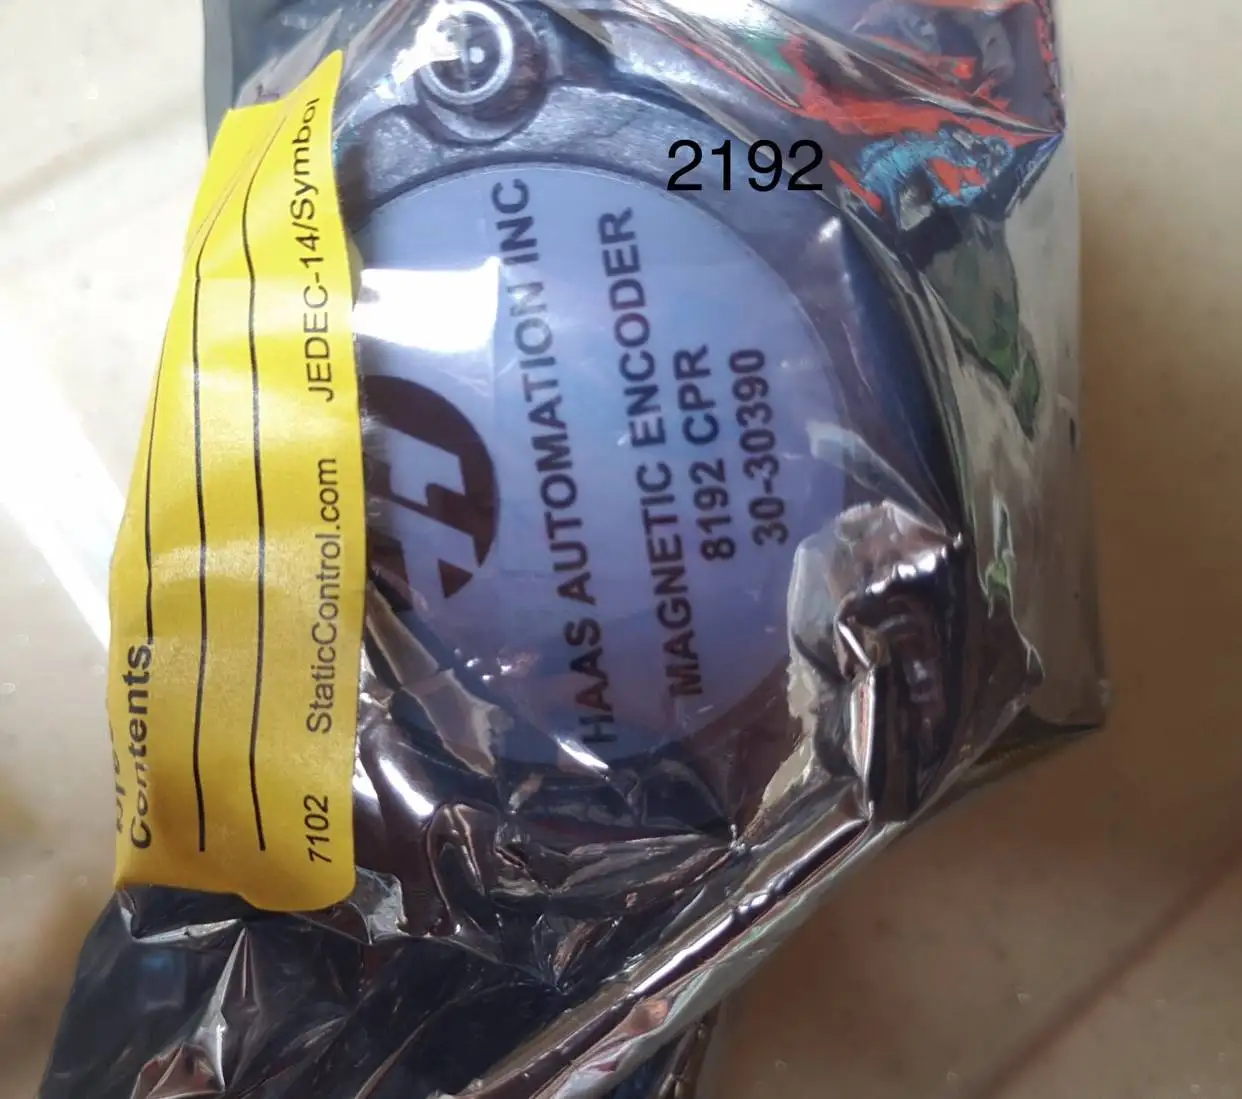 2192
HAAS AUTOMATION INC
MAGNETIC ENCODER
8192 CPR
30-30390
Contents
7102 StaticControl.com JEDEC-14/Symbol